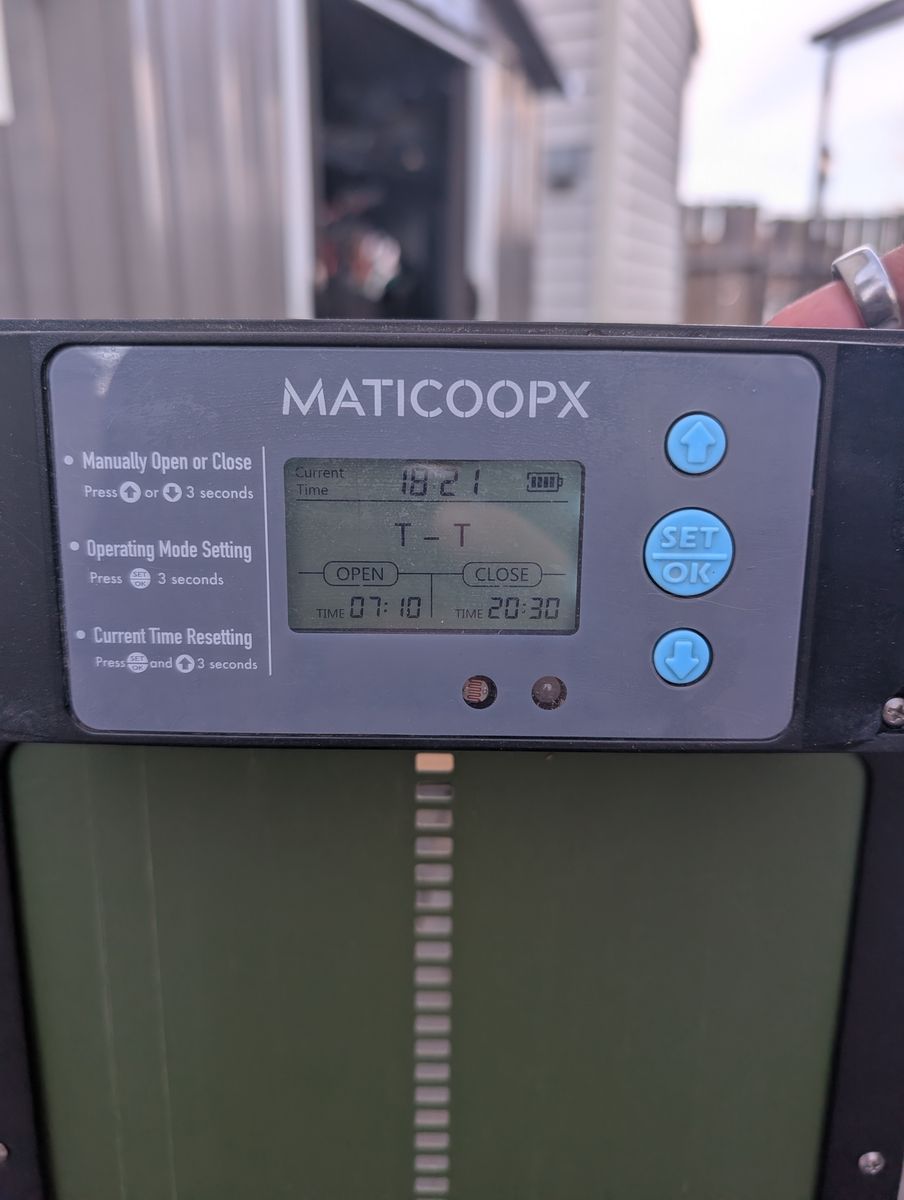 MATICOOPX
• Manually Open or Close
Press or 3 seconds
• Operating Mode Setting
Press SET OK 3 seconds
• Current Time Resetting
Press SET OK and 3 seconds
Current Time 18:21
T – T
OPEN CLOSE
TIME 07:10 TIME 20:30
SET
OK